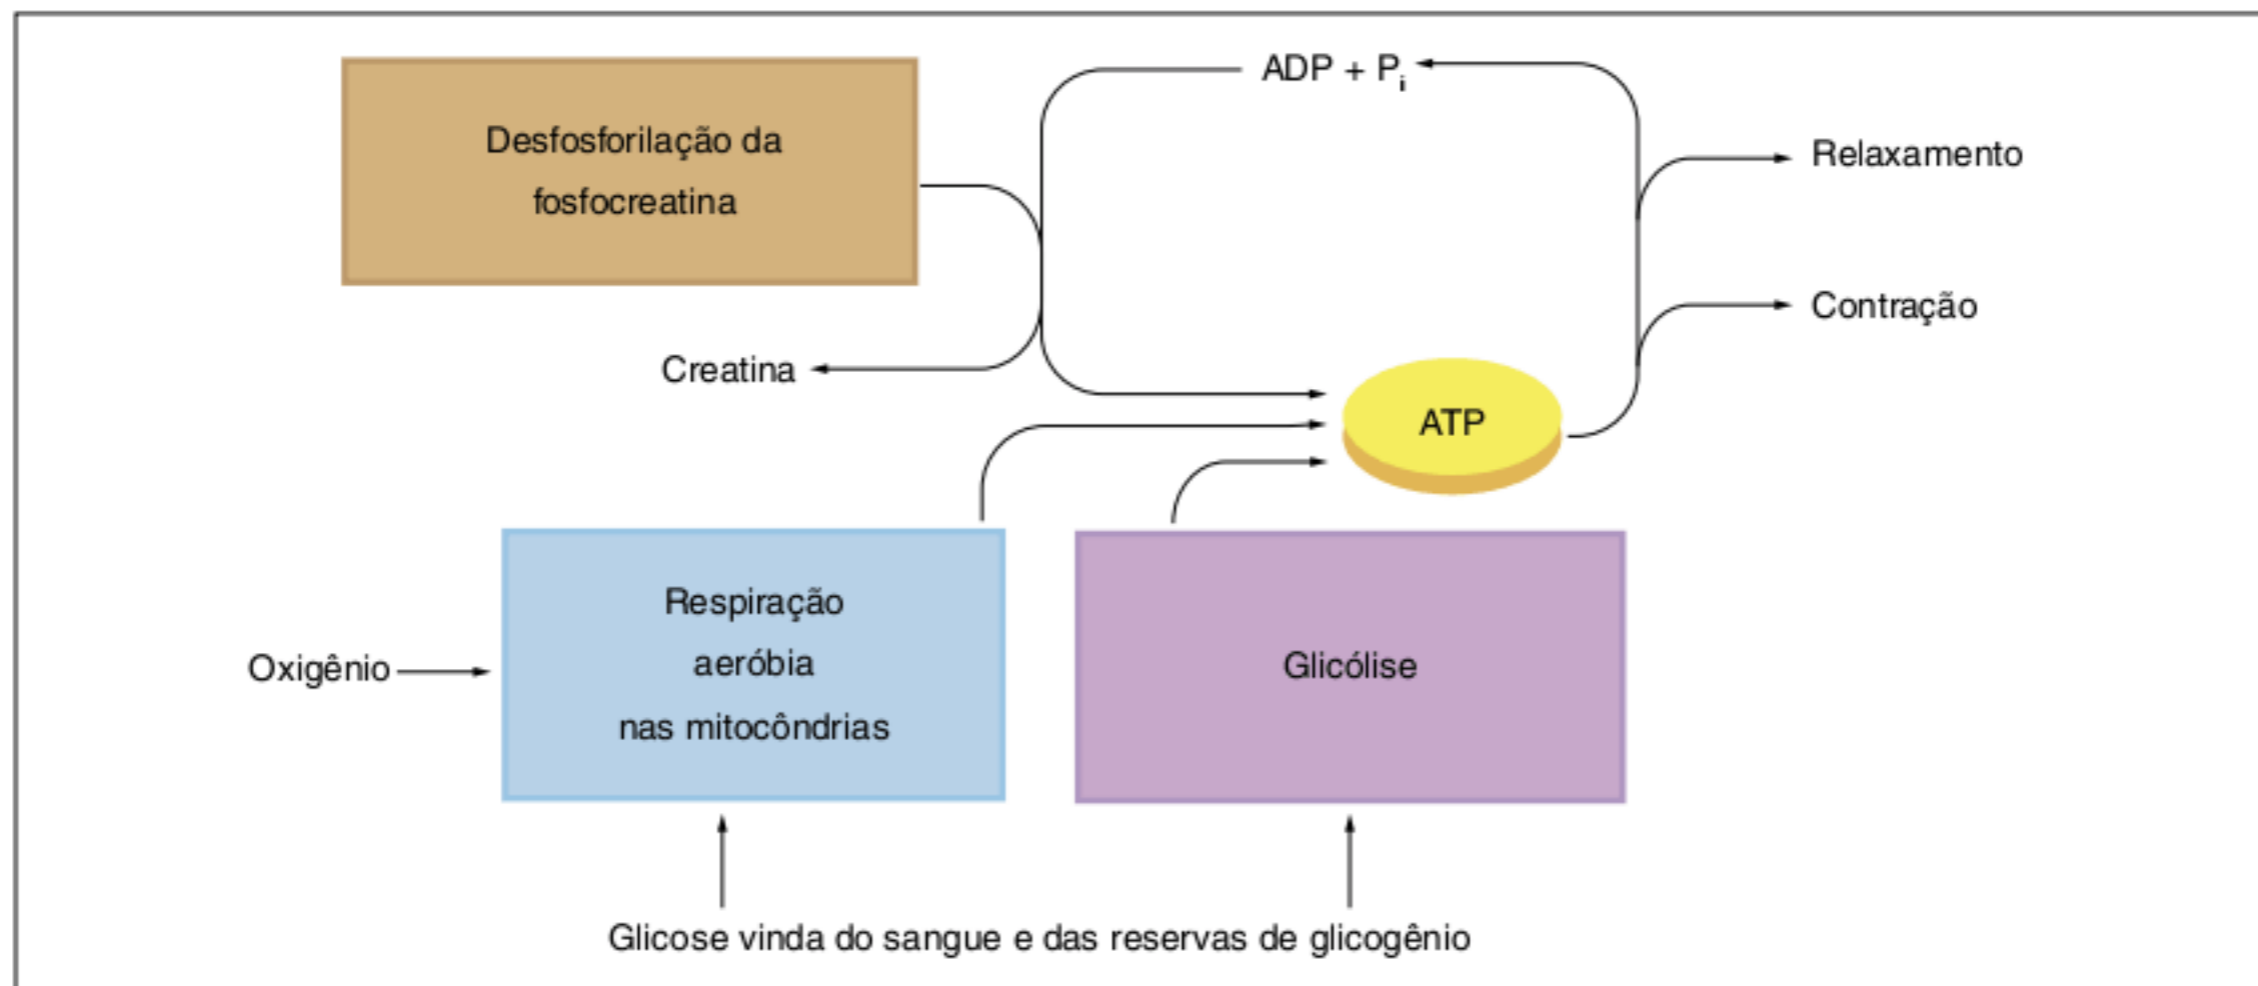 ADP + Pi
Desfosforilação da
fosfocreatina
Relaxamento
Contração
Creatina
ATP
Respiração
aeróbia
nas mitocôndrias
Oxigênio
Glicólise
Glicose vinda do sangue e das reservas de glicogênio